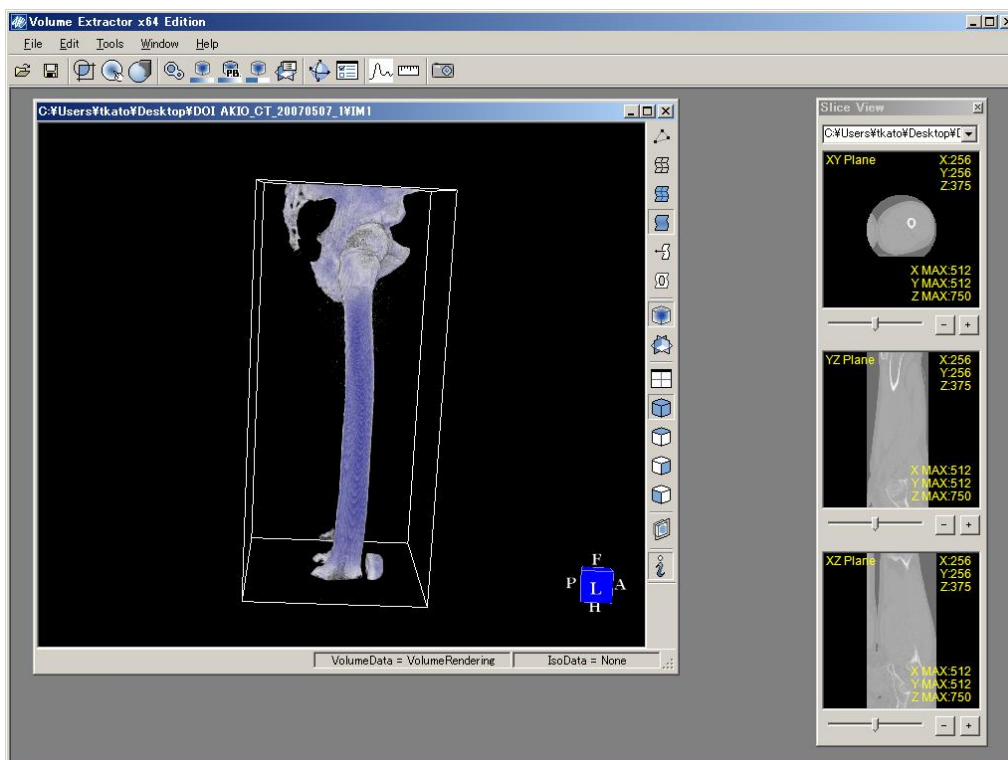 Volume Extractor x64 Edition
File Edit Tools Window Help
PB
C:¥Users¥tkato¥Desktop¥DOI AKIO_CT_20070507_1¥IM1
F
P L A
H
VolumeData = VolumeRendering IsoData = None
Slice View
C:¥Users¥tkato¥Desktop¥D
XY Plane X:256
Y:256
Z:375
X MAX:512
Y MAX:512
Z MAX:750
- +
YZ Plane X:256
Y:256
Z:375
X MAX:512
Y MAX:512
Z MAX:750
- +
XZ Plane X:256
Y:256
Z:375
X MAX:512
Y MAX:512
Z MAX:750
- +